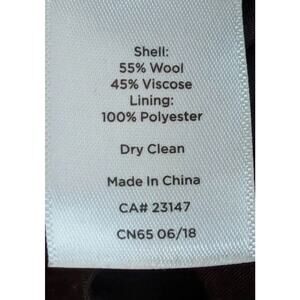 Shell:
55% Wool
45% Viscose
Lining:
100% Polyester
Dry Clean
Made In China
CA# 23147
CN65 06/18